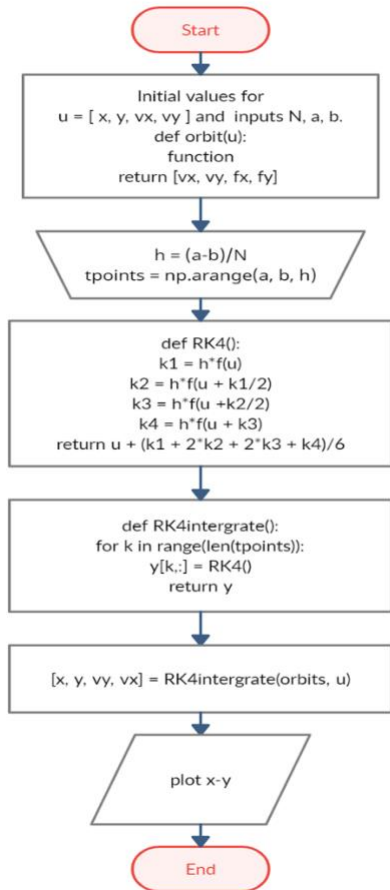 Start
Initial values for
u = [ x, y, vx, vy ] and inputs N, a, b.
def orbit(u):
function
return [vx, vy, fx, fy]
h = (a-b)/N
tpoints = np.arange(a, b, h)
def RK4():
k1 = h*f(u)
k2 = h*f(u + k1/2)
k3 = h*f(u +k2/2)
k4 = h*f(u + k3)
return u + (k1 + 2*k2 + 2*k3 + k4)/6
def RK4intergrate():
for k in range(len(tpoints)):
y[k,:] = RK4()
return y
[x, y, vy, vx] = RK4intergrate(orbits, u)
plot x-y
End